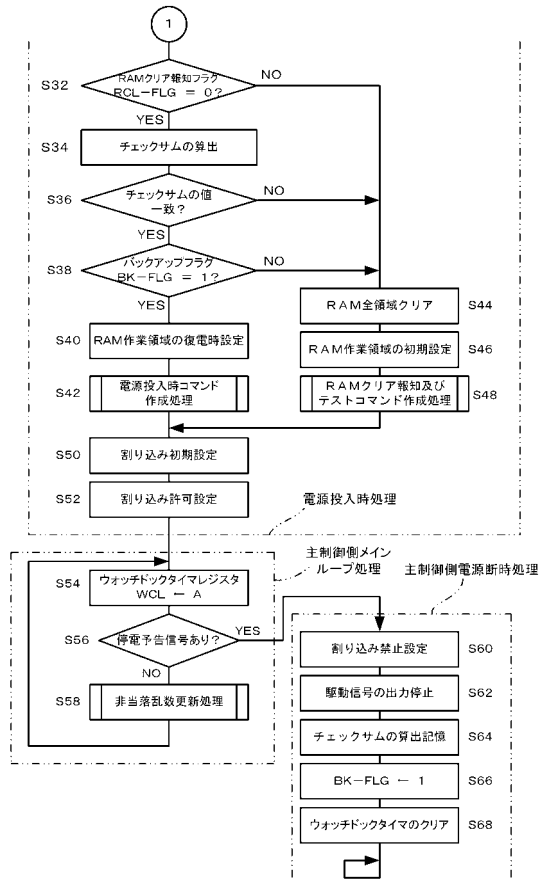 1
S32
RAMクリア報知フラグ
RCL−FLG = 0?
NO
YES
S34
チェックサムの算出
S36
チェックサムの値
一致?
NO
YES
S38
バックアップフラグ
BK−FLG = 1?
NO
YES
RAM全領域クリア
S44
S40
RAM作業領域の復電時設定
RAM作業領域の初期設定
S46
S42
電源投入時コマンド
作成処理
RAMクリア報知及び
テストコマンド作成処理
S48
S50
割り込み初期設定
S52
割り込み許可設定
電源投入時処理
主制御側メイン
ループ処理
主制御側電源断時処理
S54
ウォッチドックタイマレジスタ
WCL ← A
S56
停電予告信号あり?
YES
NO
S58
非当落乱数更新処理
割り込み禁止設定
S60
駆動信号の出力停止
S62
チェックサムの算出記憶
S64
BK−FLG ← 1
S66
ウォッチドックタイマのクリア
S68